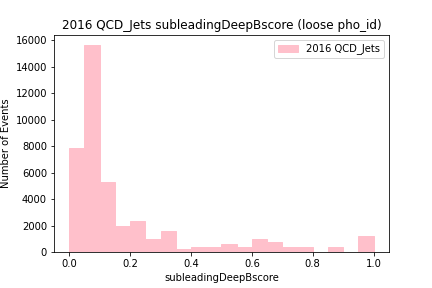 2016 QCD_Jets subleadingDeepBscore (loose pho_id)
2016 QCD_Jets
Number of Events
16000
14000
12000
10000
8000
6000
4000
2000
0
0.0 0.2 0.4 0.6 0.8 1.0
subleadingDeepBscore